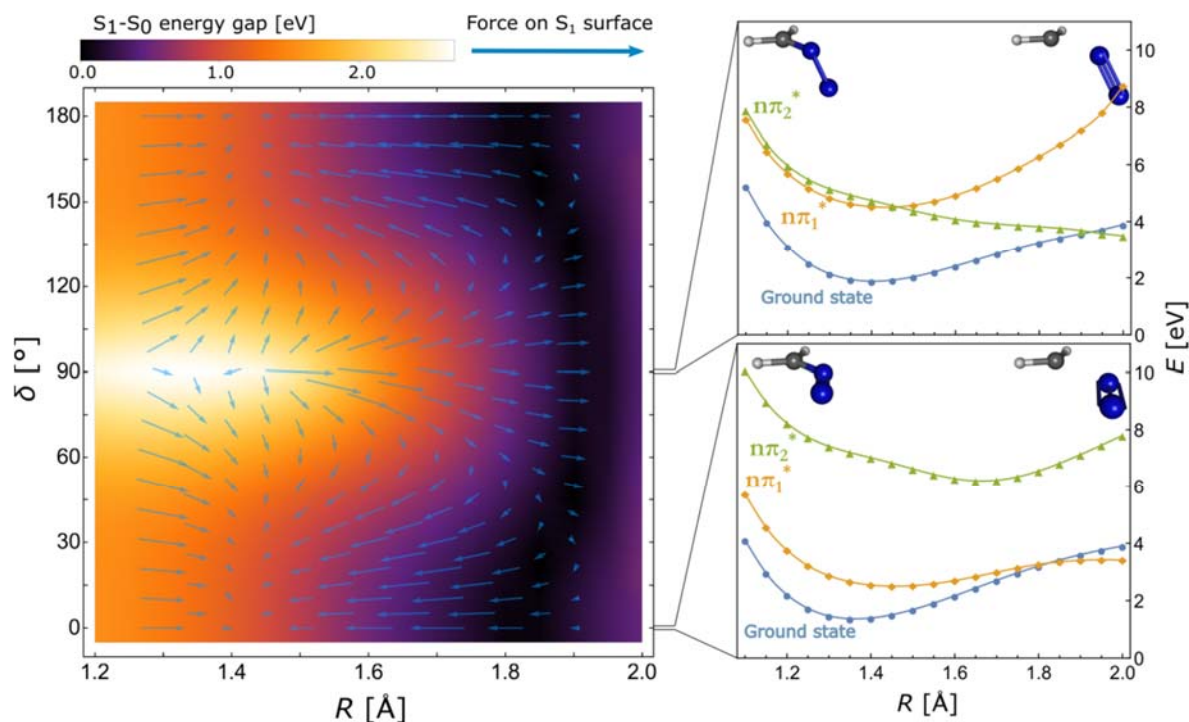 S₁-S₀ energy gap [eV]
0.0 1.0 2.0
Force on S₁ surface
δ [°]
180
150
120
90
60
30
0
1.2 1.4 1.6 1.8 2.0
R [Å]
nπ₂*
nπ₁*
Ground state
10
8
6
4
2
0
E [eV]
nπ₂*
nπ₁*
Ground state
10
8
6
4
2
0
1.2 1.4 1.6 1.8 2.0
R [Å]